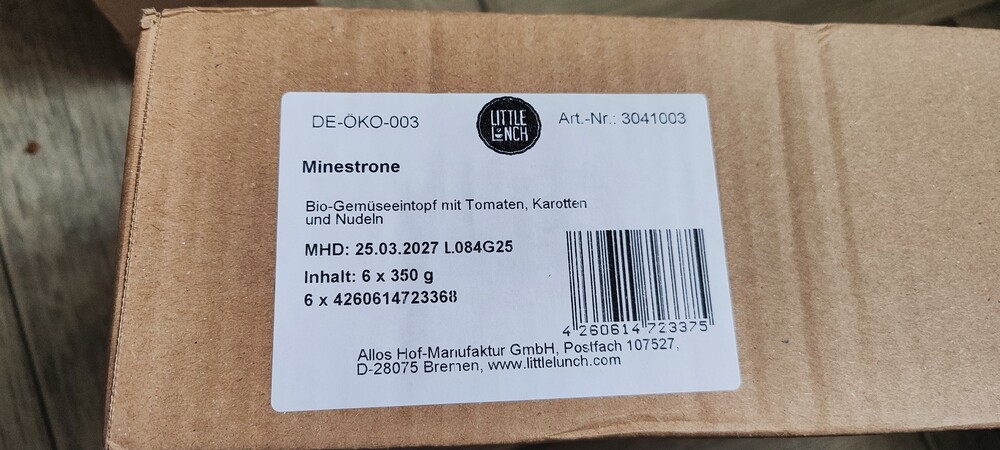 DE-ÖKO-003
LITTLE
LUNCH
Art.-Nr.: 3041003
Minestrone
Bio-Gemüseeintopf mit Tomaten, Karotten
und Nudeln
MHD: 25.03.2027 L.084G25
Inhalt: 6 x 350 g
6 x 4260614723368
4 260614 723375
Allos Hof-Manufaktur GmbH, Postfach 107527,
D-28075 Bremen, www.littlelunch.com